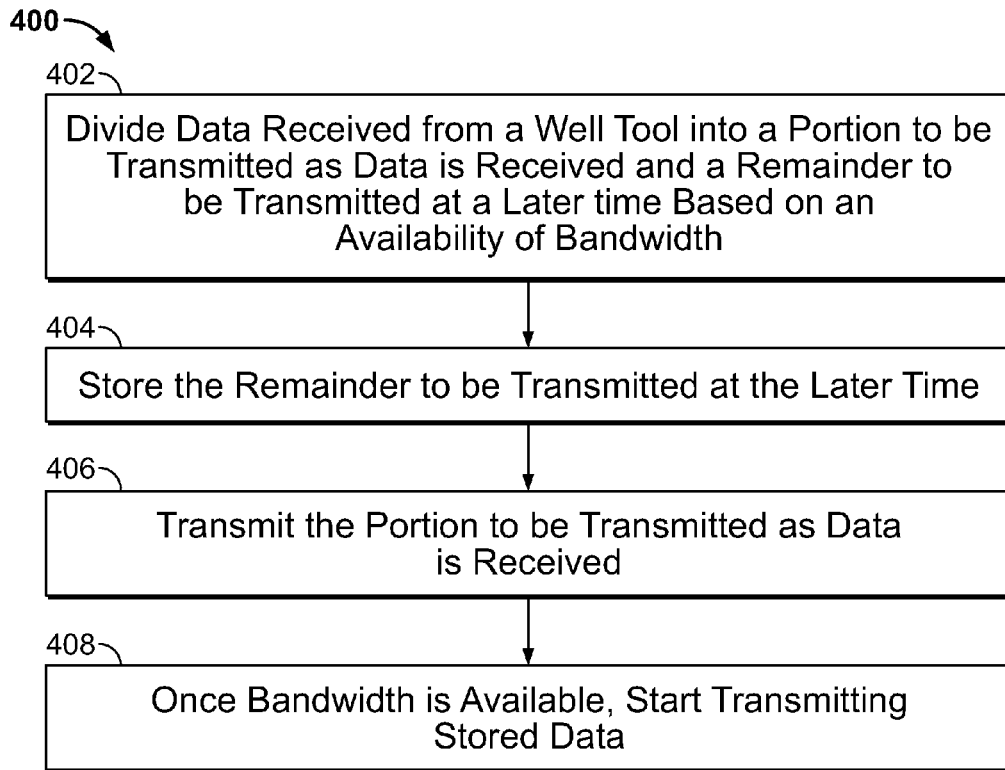 400
402
Divide Data Received from a Well Tool into a Portion to be
Transmitted as Data is Received and a Remainder to
be Transmitted at a Later time Based on an
Availability of Bandwidth
404
Store the Remainder to be Transmitted at the Later Time
406
Transmit the Portion to be Transmitted as Data
is Received
408
Once Bandwidth is Available, Start Transmitting
Stored Data